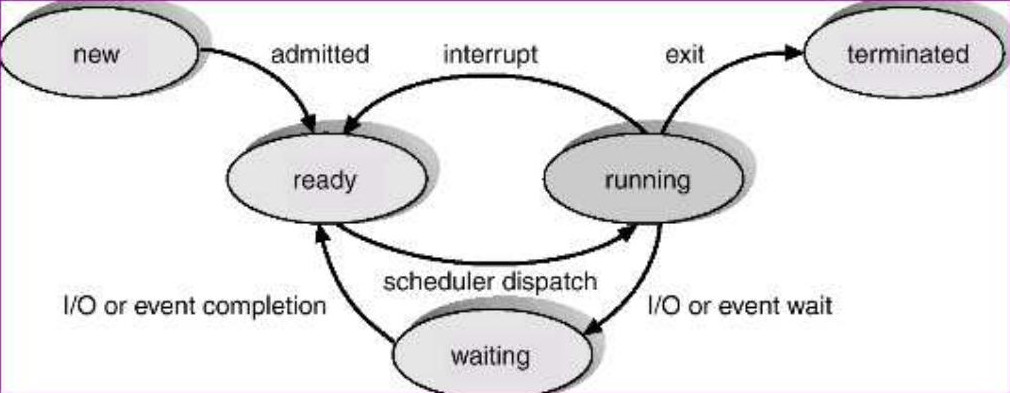 new
admitted
interrupt
exit
terminated
ready
running
scheduler dispatch
I/O or event completion
I/O or event wait
waiting